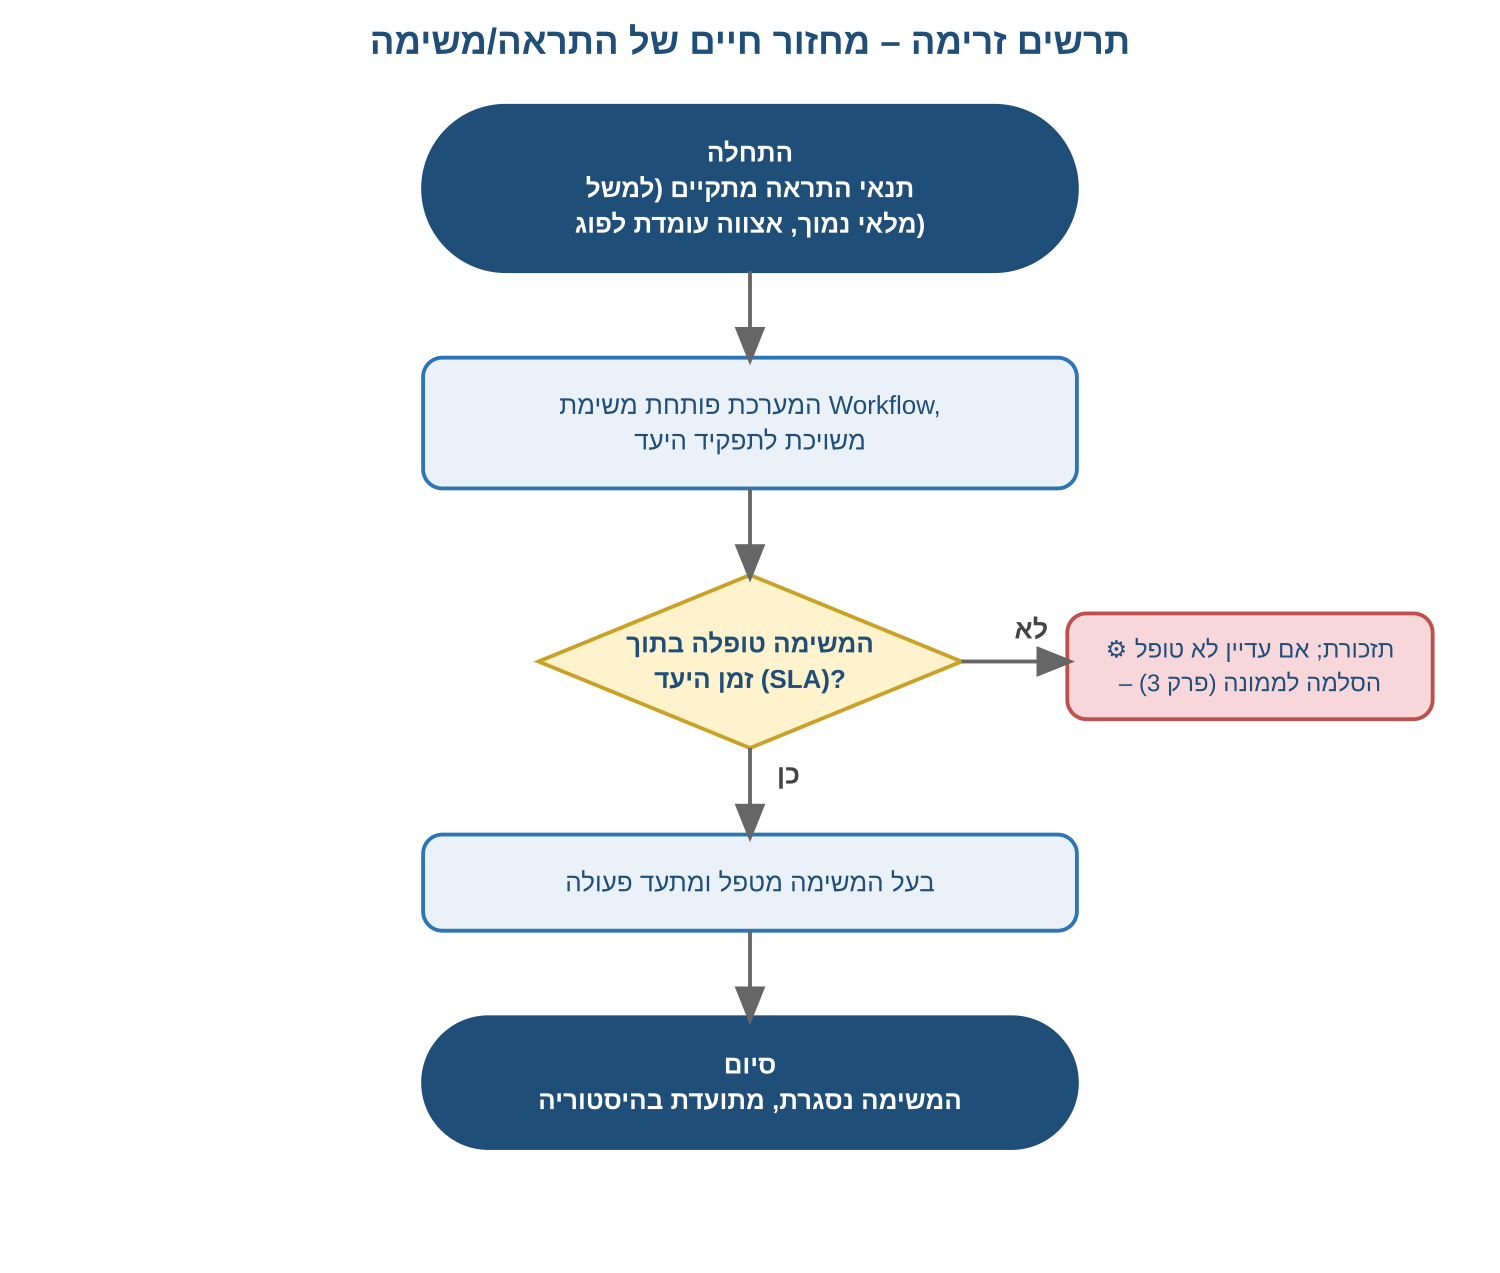 תרשים זרימה – מחזור חיים של התראה/משימה
התחלה
תנאי התראה מתקיים (למשל
מלאי נמוך, אצווה עומדת לפוג)
המערכת פותחת משימת Workflow,
משויכת לתפקיד היעד
המשימה טופלה בתוך
זמן היעד (SLA)?
לא
⚙ תזכורת; אם עדיין לא טופל
– הסלמה לממונה (פרק 3)
כן
בעל המשימה מטפל ומתעד פעולה
סיום
המשימה נסגרת, מתועדת בהיסטוריה